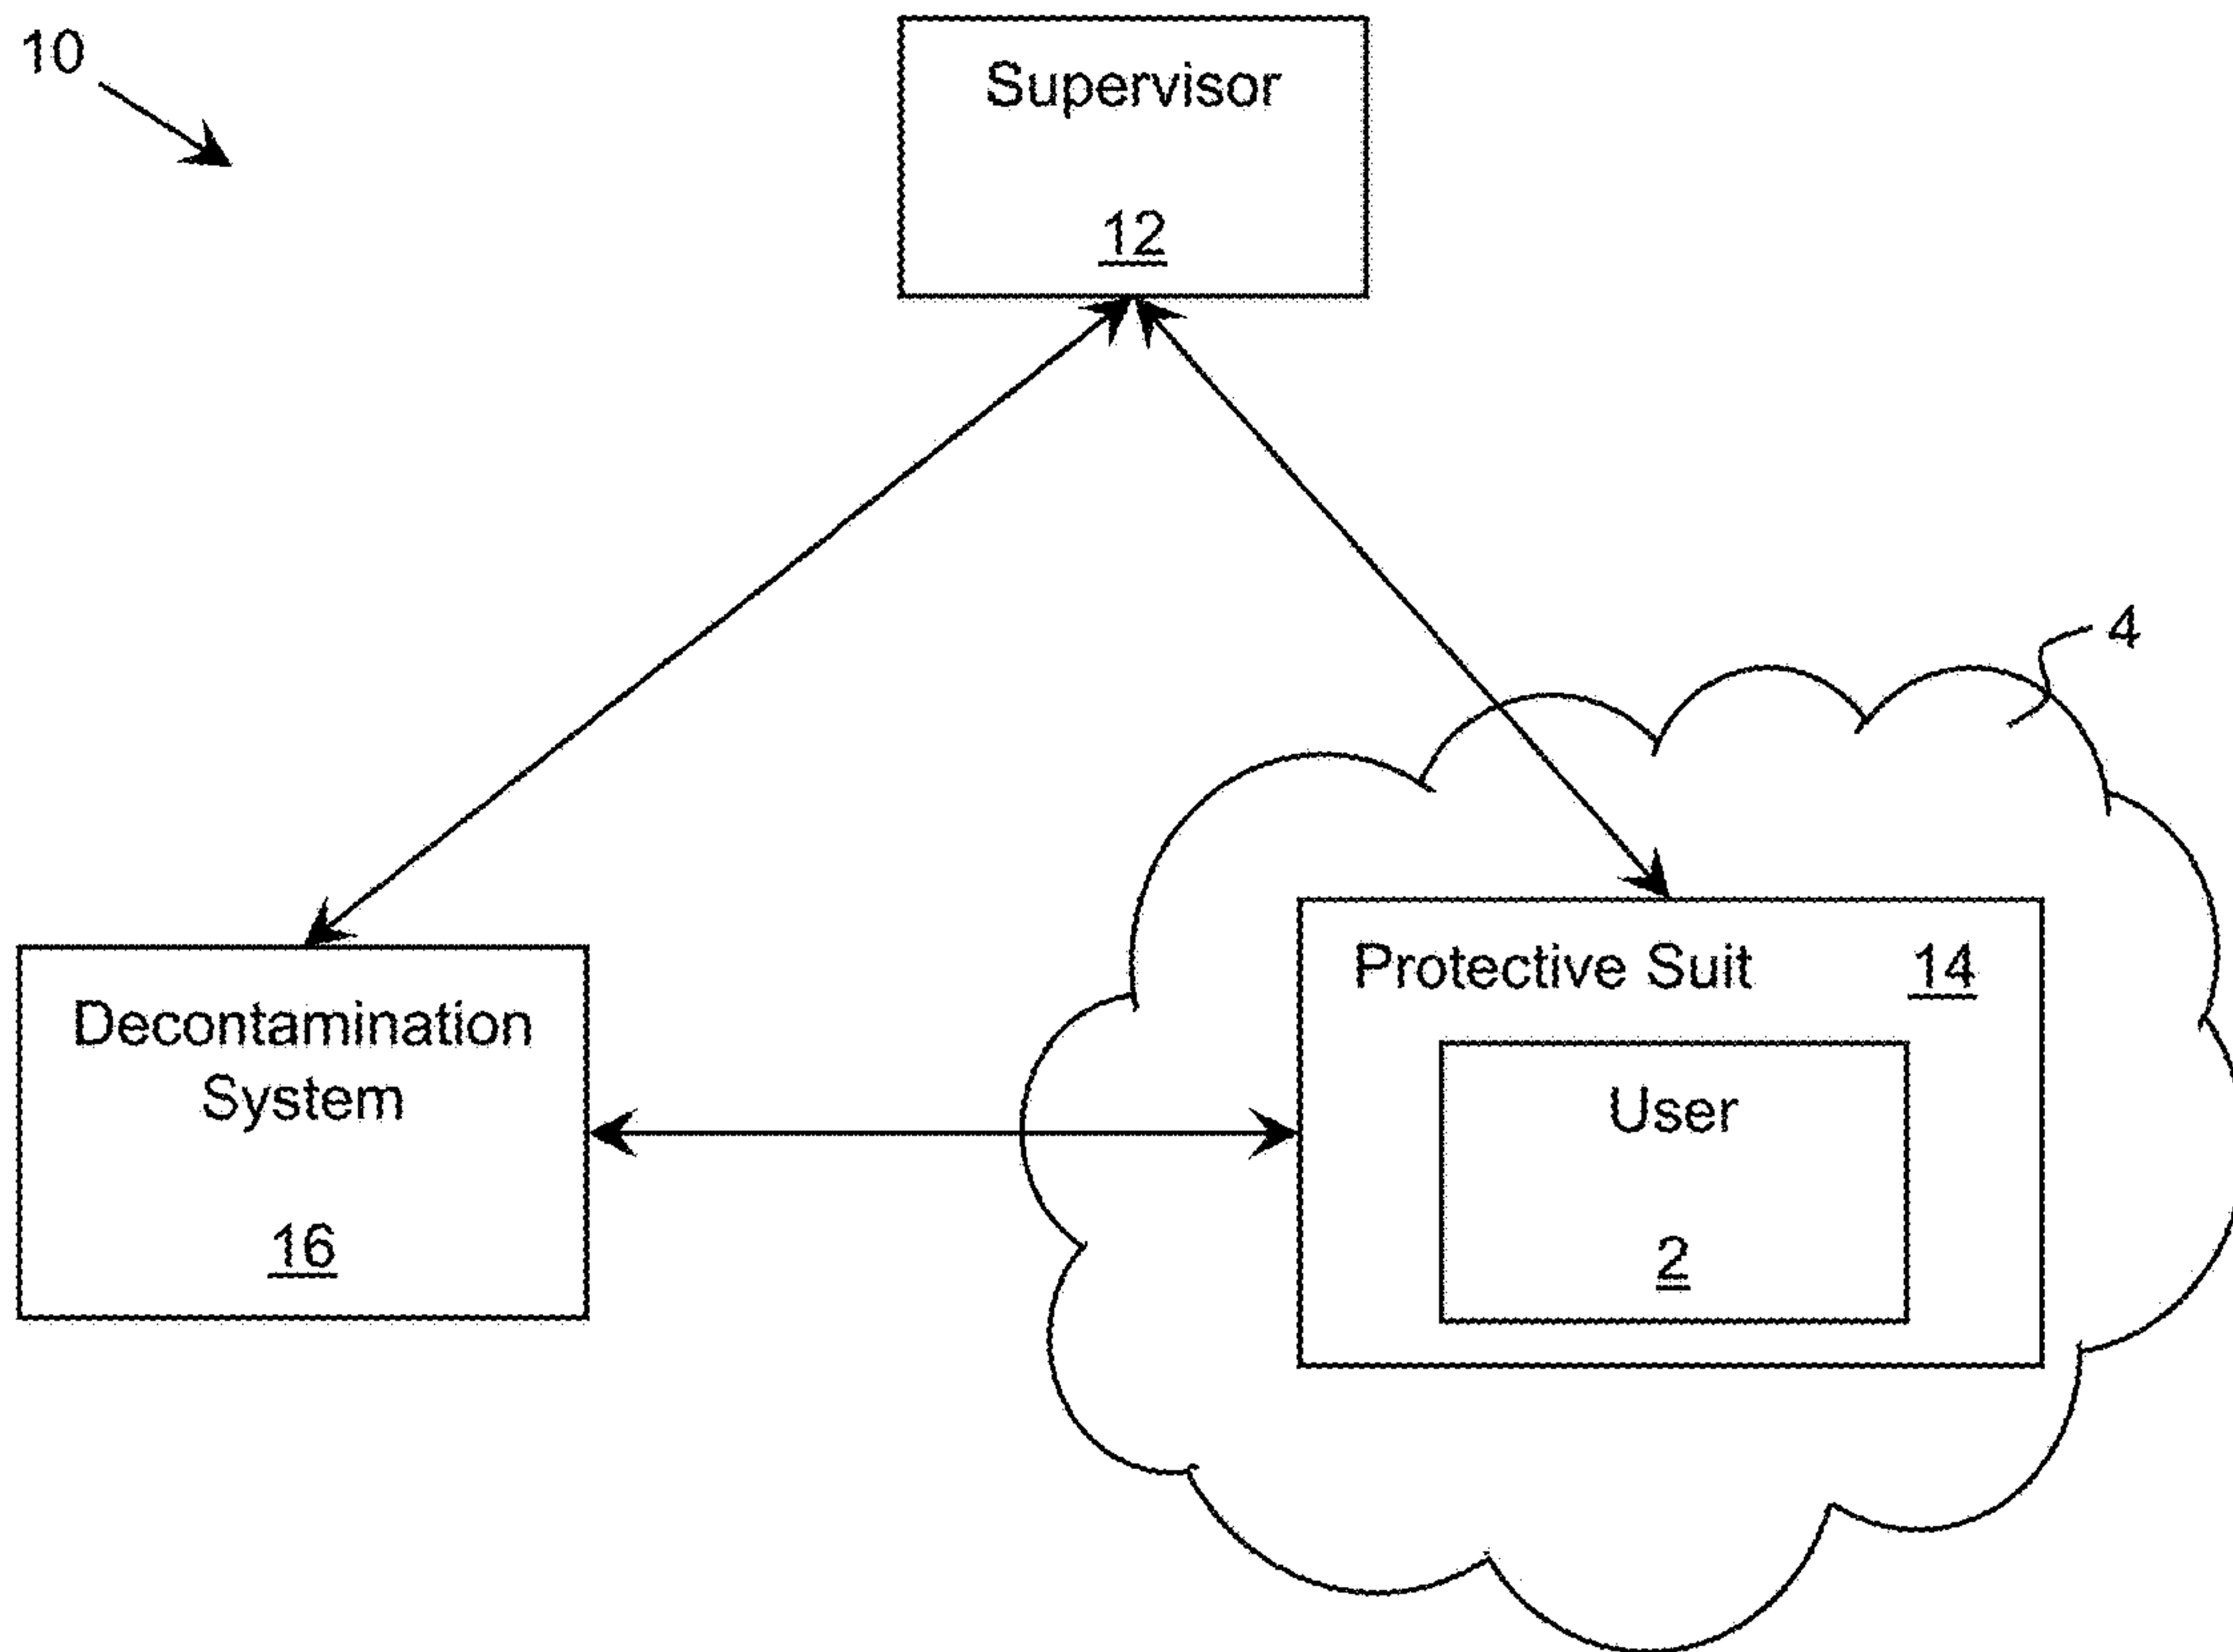 10
Supervisor
12
4
Protective Suit 14
Decontamination
System
16
User
2